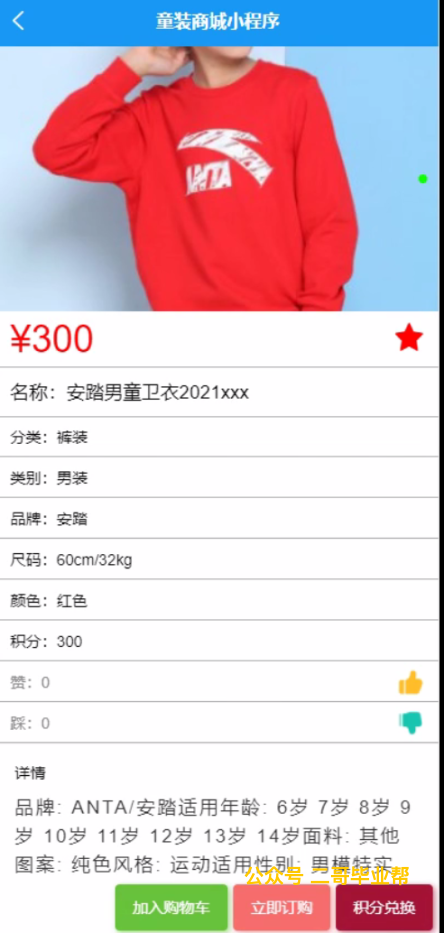 童装商城小程序
ANTA
¥300
名称：安踏男童卫衣2021xxx
分类：裤装
类别：男装
品牌：安踏
尺码：60cm/32kg
颜色：红色
积分：300
赞：0
踩：0
详情
品牌: ANTA/安踏适用年龄: 6岁 7岁 8岁 9
岁 10岁 11岁 12岁 13岁 14岁面料: 其他
图案: 纯色风格: 运动适用性别: 男模特实
公众号 二哥毕业帮
加入购物车 立即订购 积分兑换